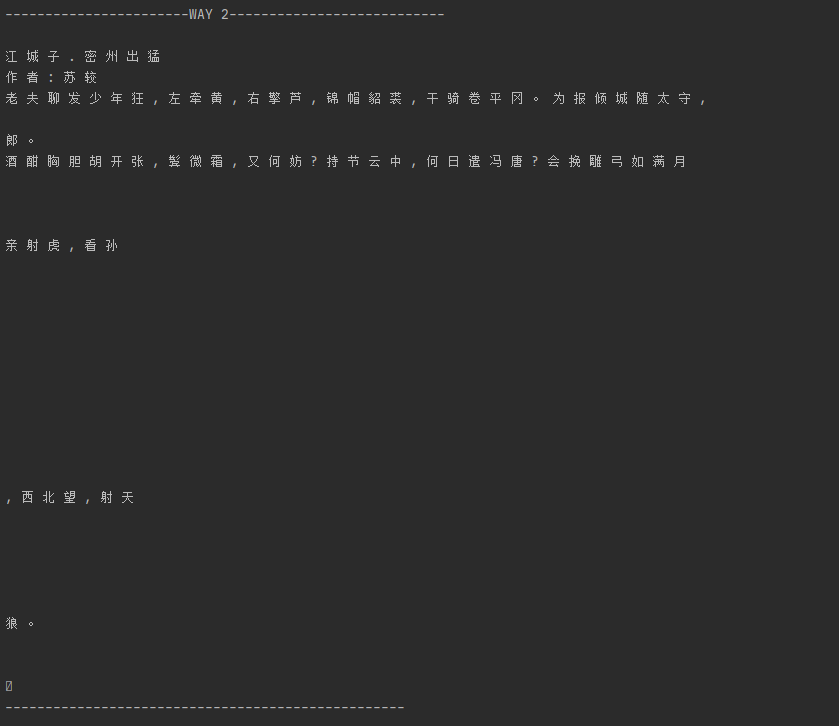 -----------------------WAY 2---------------------------
江 城 子 . 密 州 出 猛
作 者 : 苏 较
老 夫 聊 发 少 年 狂 , 左 牵 黄 , 右 擎 芦 , 锦 帽 貂 裘 , 干 骑 卷 平 冈 。 为 报 倾 城 随 太 守 ,
郎 。
酒 酣 胸 胆 胡 开 张 , 鬓 微 霜 , 又 何 妨 ? 持 节 云 中 , 何 日 遣 冯 唐 ? 会 挽 雕 弓 如 满 月
亲 射 虎 , 看 孙
, 西 北 望 , 射 天
狼 。
--------------------------------------------------